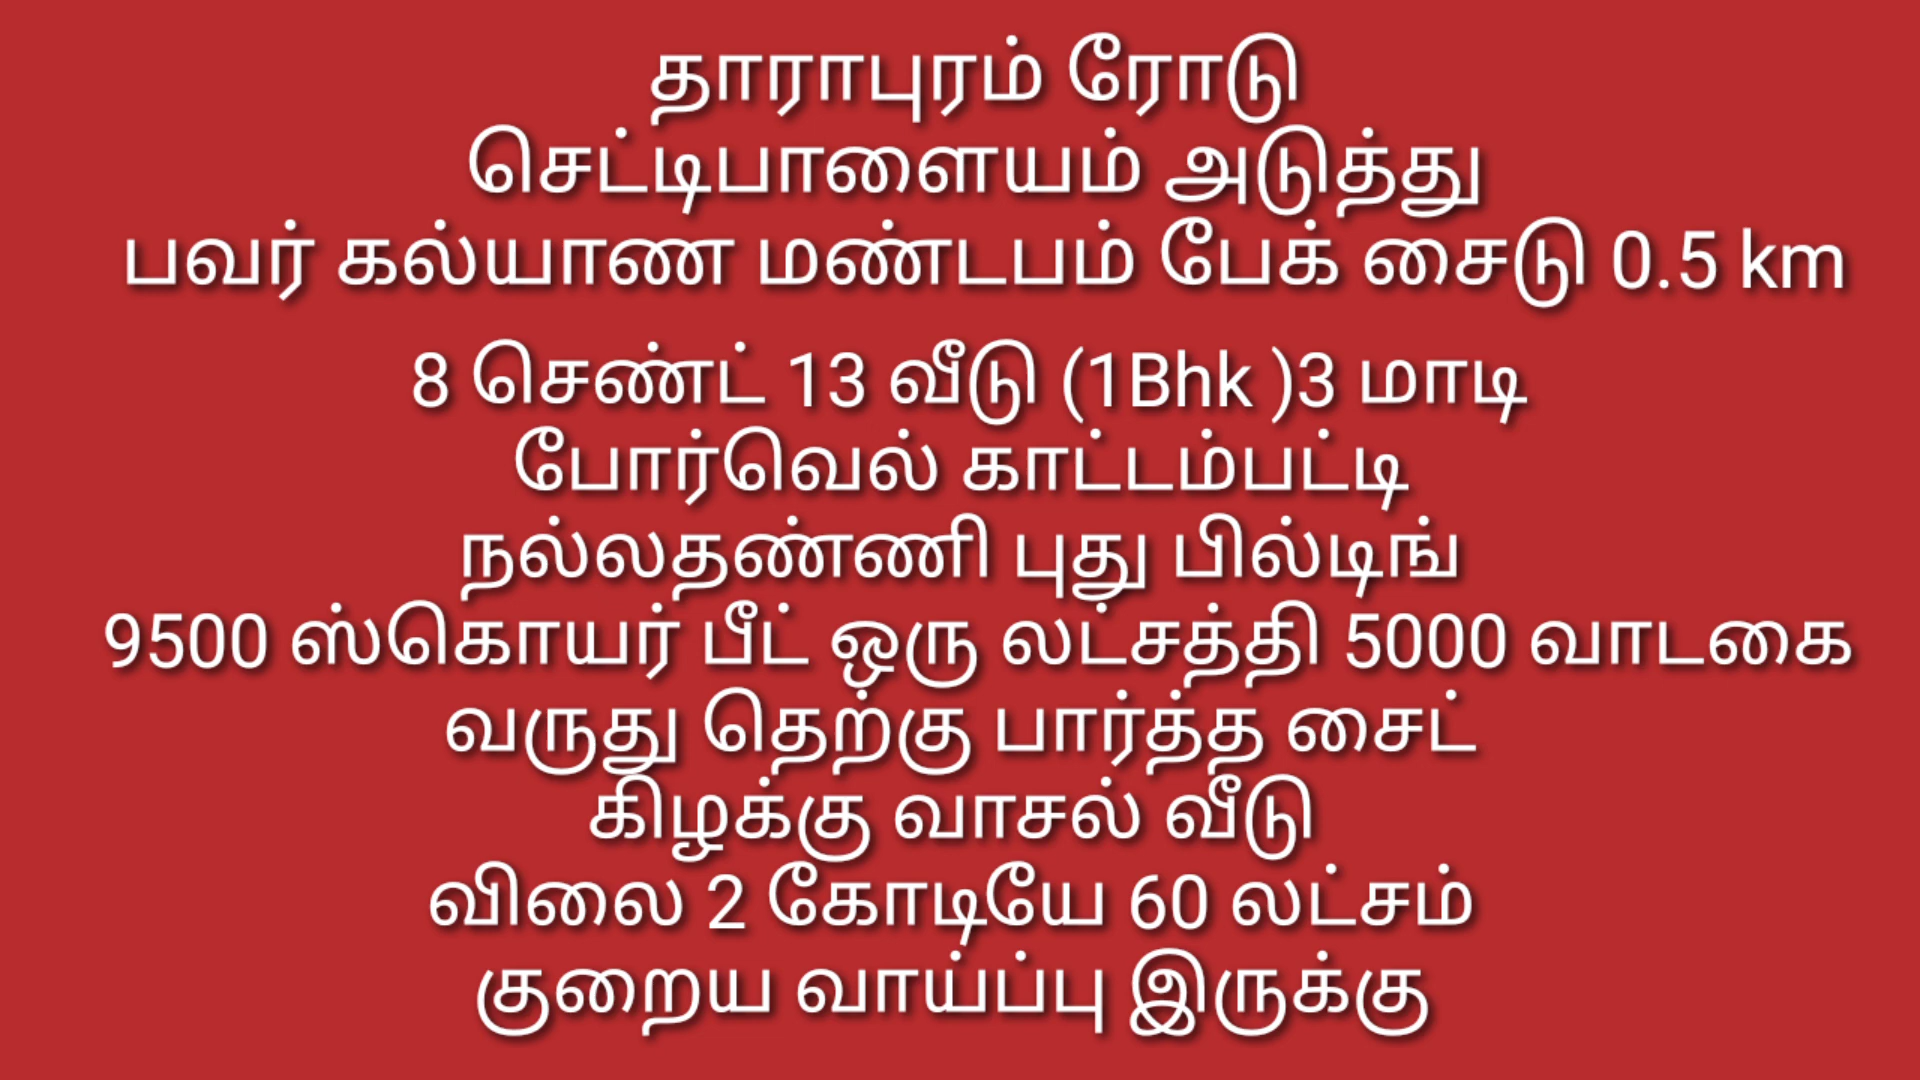 தாராபுரம் ரோடு
செட்டிபாளையம் அடுத்து
பவர் கல்யாண மண்டபம் பேக் சைடு 0.5 km
8 செண்ட் 13 வீடு (1Bhk )3 மாடி
போர்வெல் காட்டம்பட்டி
நல்லதண்ணி புது பில்டிங்
9500 ஸ்கொயர் பீட் ஒரு லட்சத்தி 5000 வாடகை
வருது தெற்கு பார்த்த சைட்
கிழக்கு வாசல் வீடு
விலை 2 கோடியே 60 லட்சம்
குறைய வாய்ப்பு இருக்கு